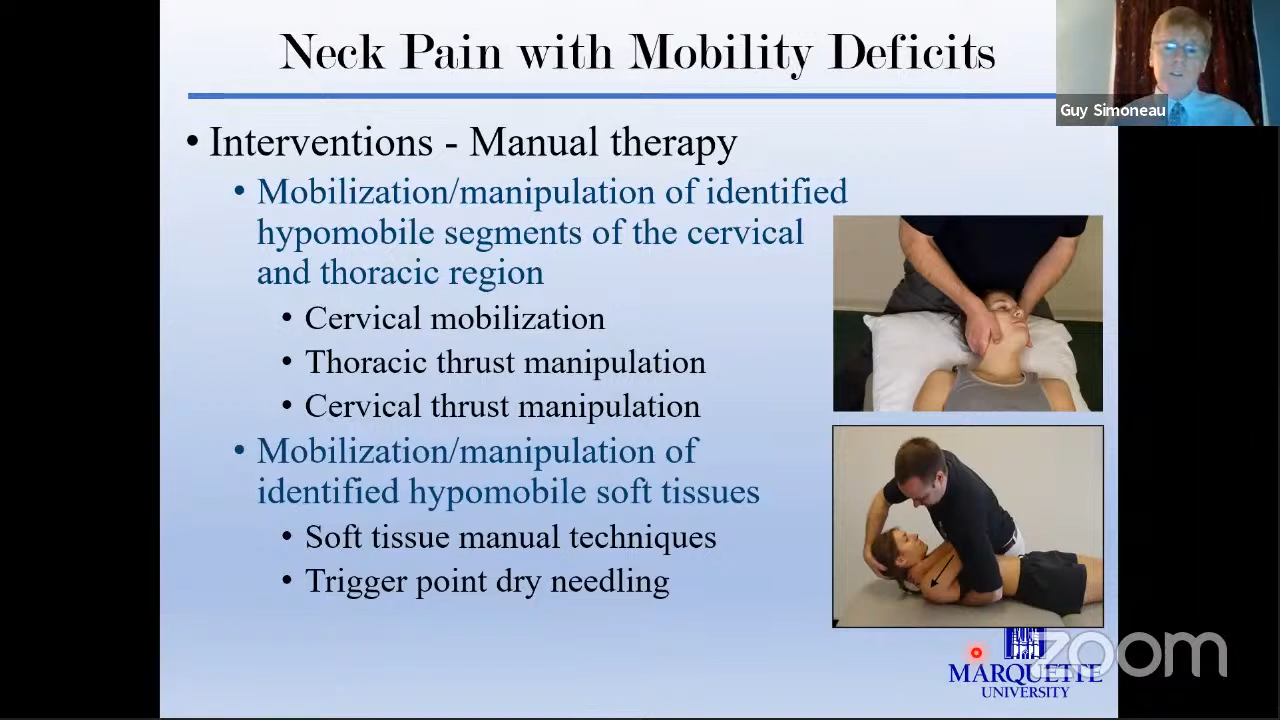 Neck Pain with Mobility Deficits
Guy Simoneau
• Interventions - Manual therapy
• Mobilization/manipulation of identified
hypomobile segments of the cervical
and thoracic region
• Cervical mobilization
• Thoracic thrust manipulation
• Cervical thrust manipulation
• Mobilization/manipulation of
identified hypomobile soft tissues
• Soft tissue manual techniques
• Trigger point dry needling
zoom
MARQUETTE
UNIVERSITY